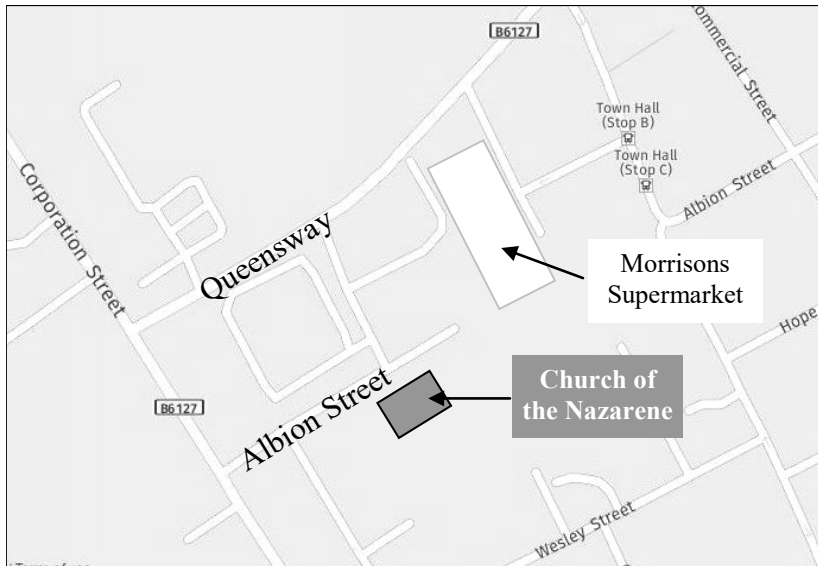 B6127
Commercial Street
Town Hall
(Stop B)
Town Hall
(Stop C)
Albion Street
Corporation Street
Queensway
Morrisons
Supermarket
Hope
Church of
the Nazarene
B6127
Albion Street
Wesley Street